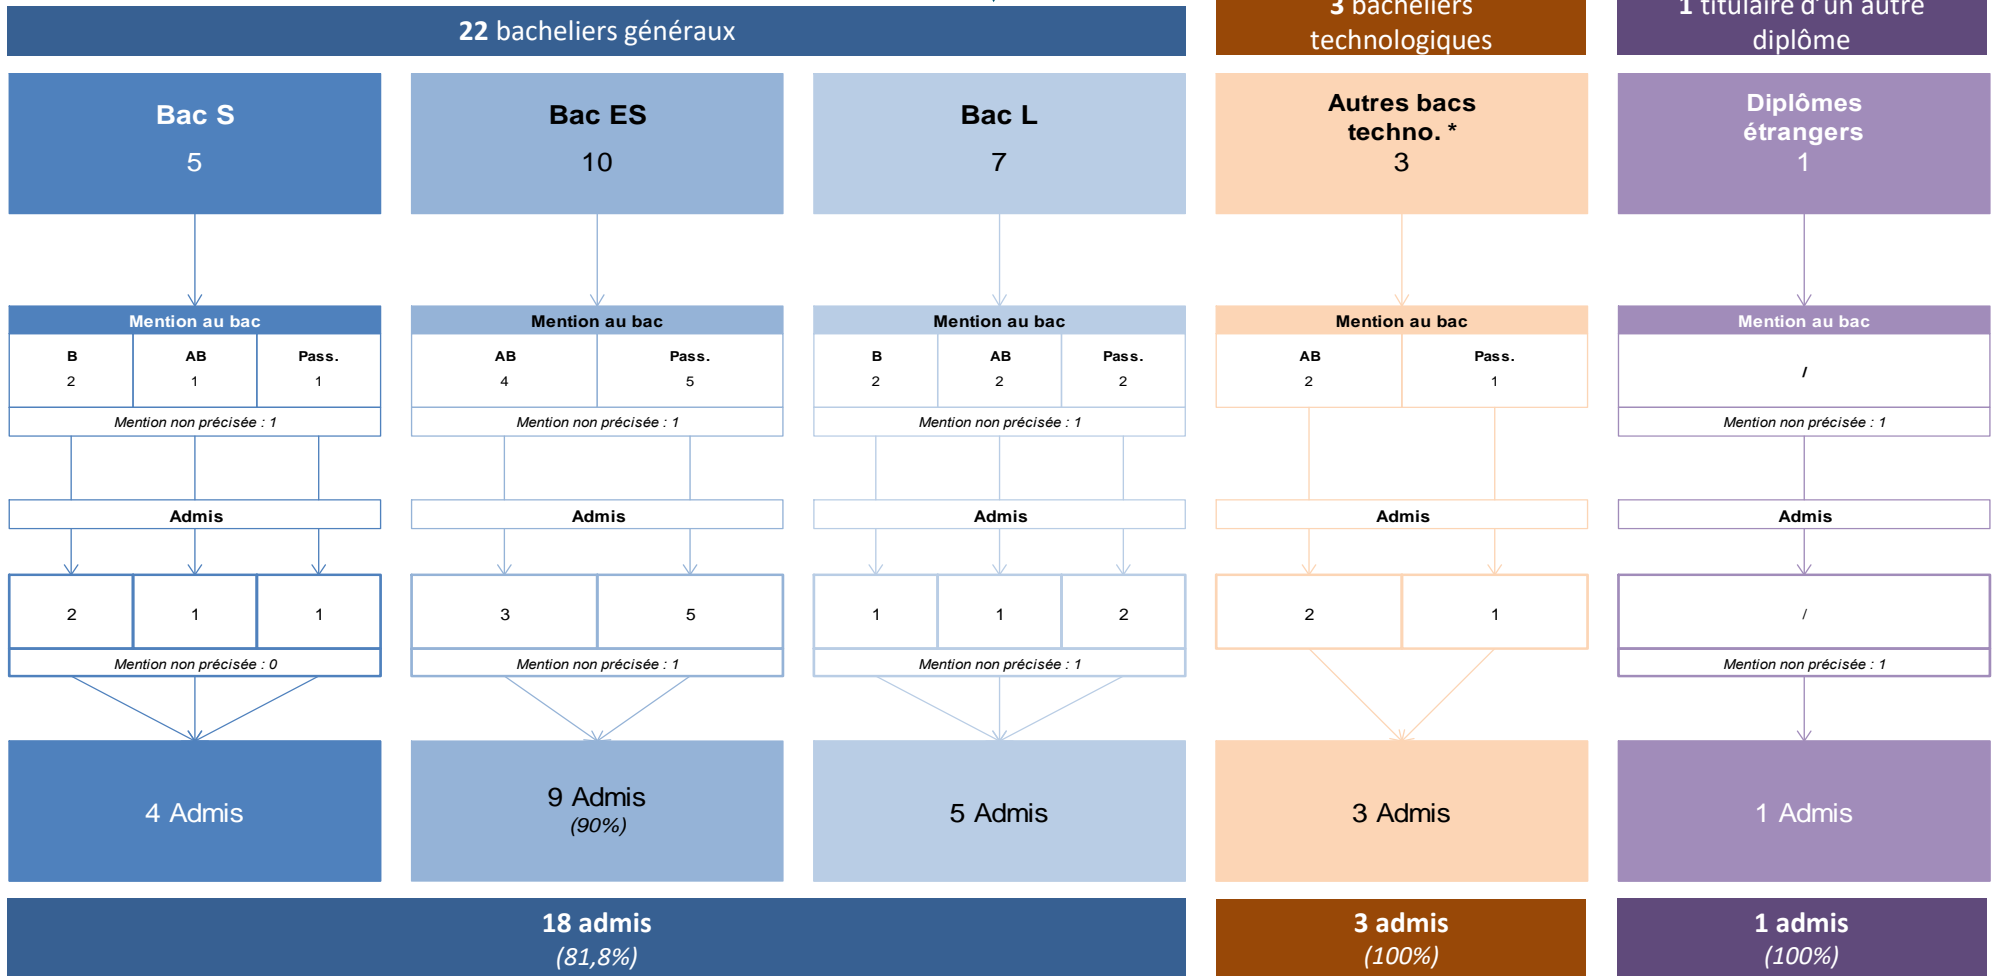 22 bacheliers généraux
3 bacheliers
technologiques
1 titulaire d'un autre
diplôme
Bac S
5
Bac ES
10
Bac L
7
Autres bacs
techno. *
3
Diplômes
étrangers
1
Mention au bac
B AB Pass.
2 1 1
Mention non précisée : 1
Mention au bac
AB Pass.
4 5
Mention non précisée : 1
Mention au bac
B AB Pass.
2 2 2
Mention non précisée : 1
Mention au bac
AB Pass.
2 1
Mention au bac
/
Mention non précisée : 1
Admis
Admis
Admis
Admis
Admis
2 1 1
Mention non précisée : 0
3 5
Mention non précisée : 1
1 1 2
Mention non précisée : 1
2 1
/
Mention non précisée : 1
4 Admis
9 Admis
(90%)
5 Admis
3 Admis
1 Admis
18 admis
(81,8%)
3 admis
(100%)
1 admis
(100%)